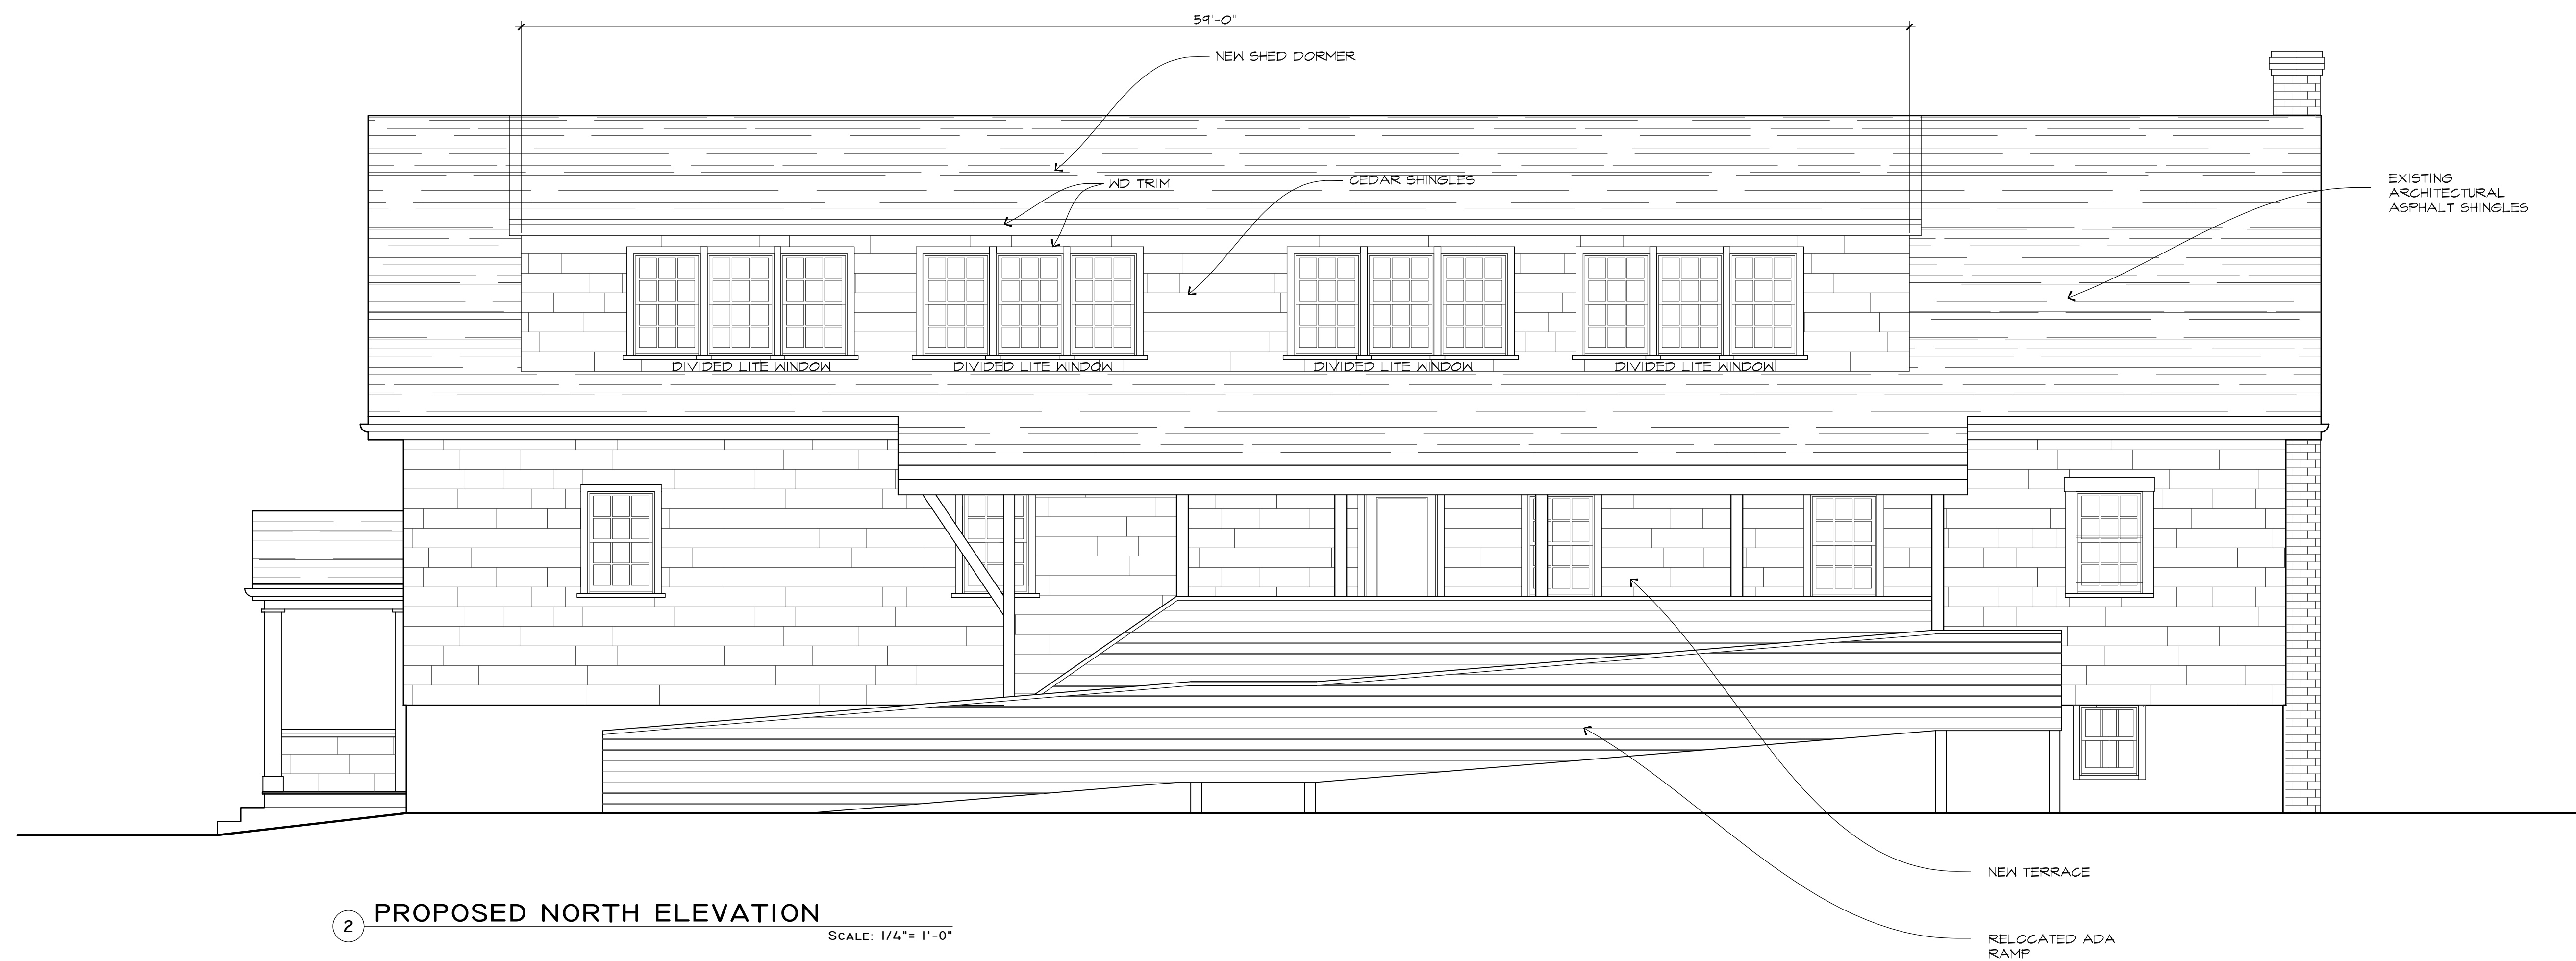 59'-0"
NEW SHED DORMER
WD TRIM
CEDAR SHINGLES
EXISTING
ARCHITECTURAL
ASPHALT SHINGLES
DIVIDED LITE WINDOW
DIVIDED LITE WINDOW
DIVIDED LITE WINDOW
DIVIDED LITE WINDOW
NEW TERRACE
RELOCATED ADA
RAMP
2
PROPOSED NORTH ELEVATION
SCALE: 1/4"= 1'-0"